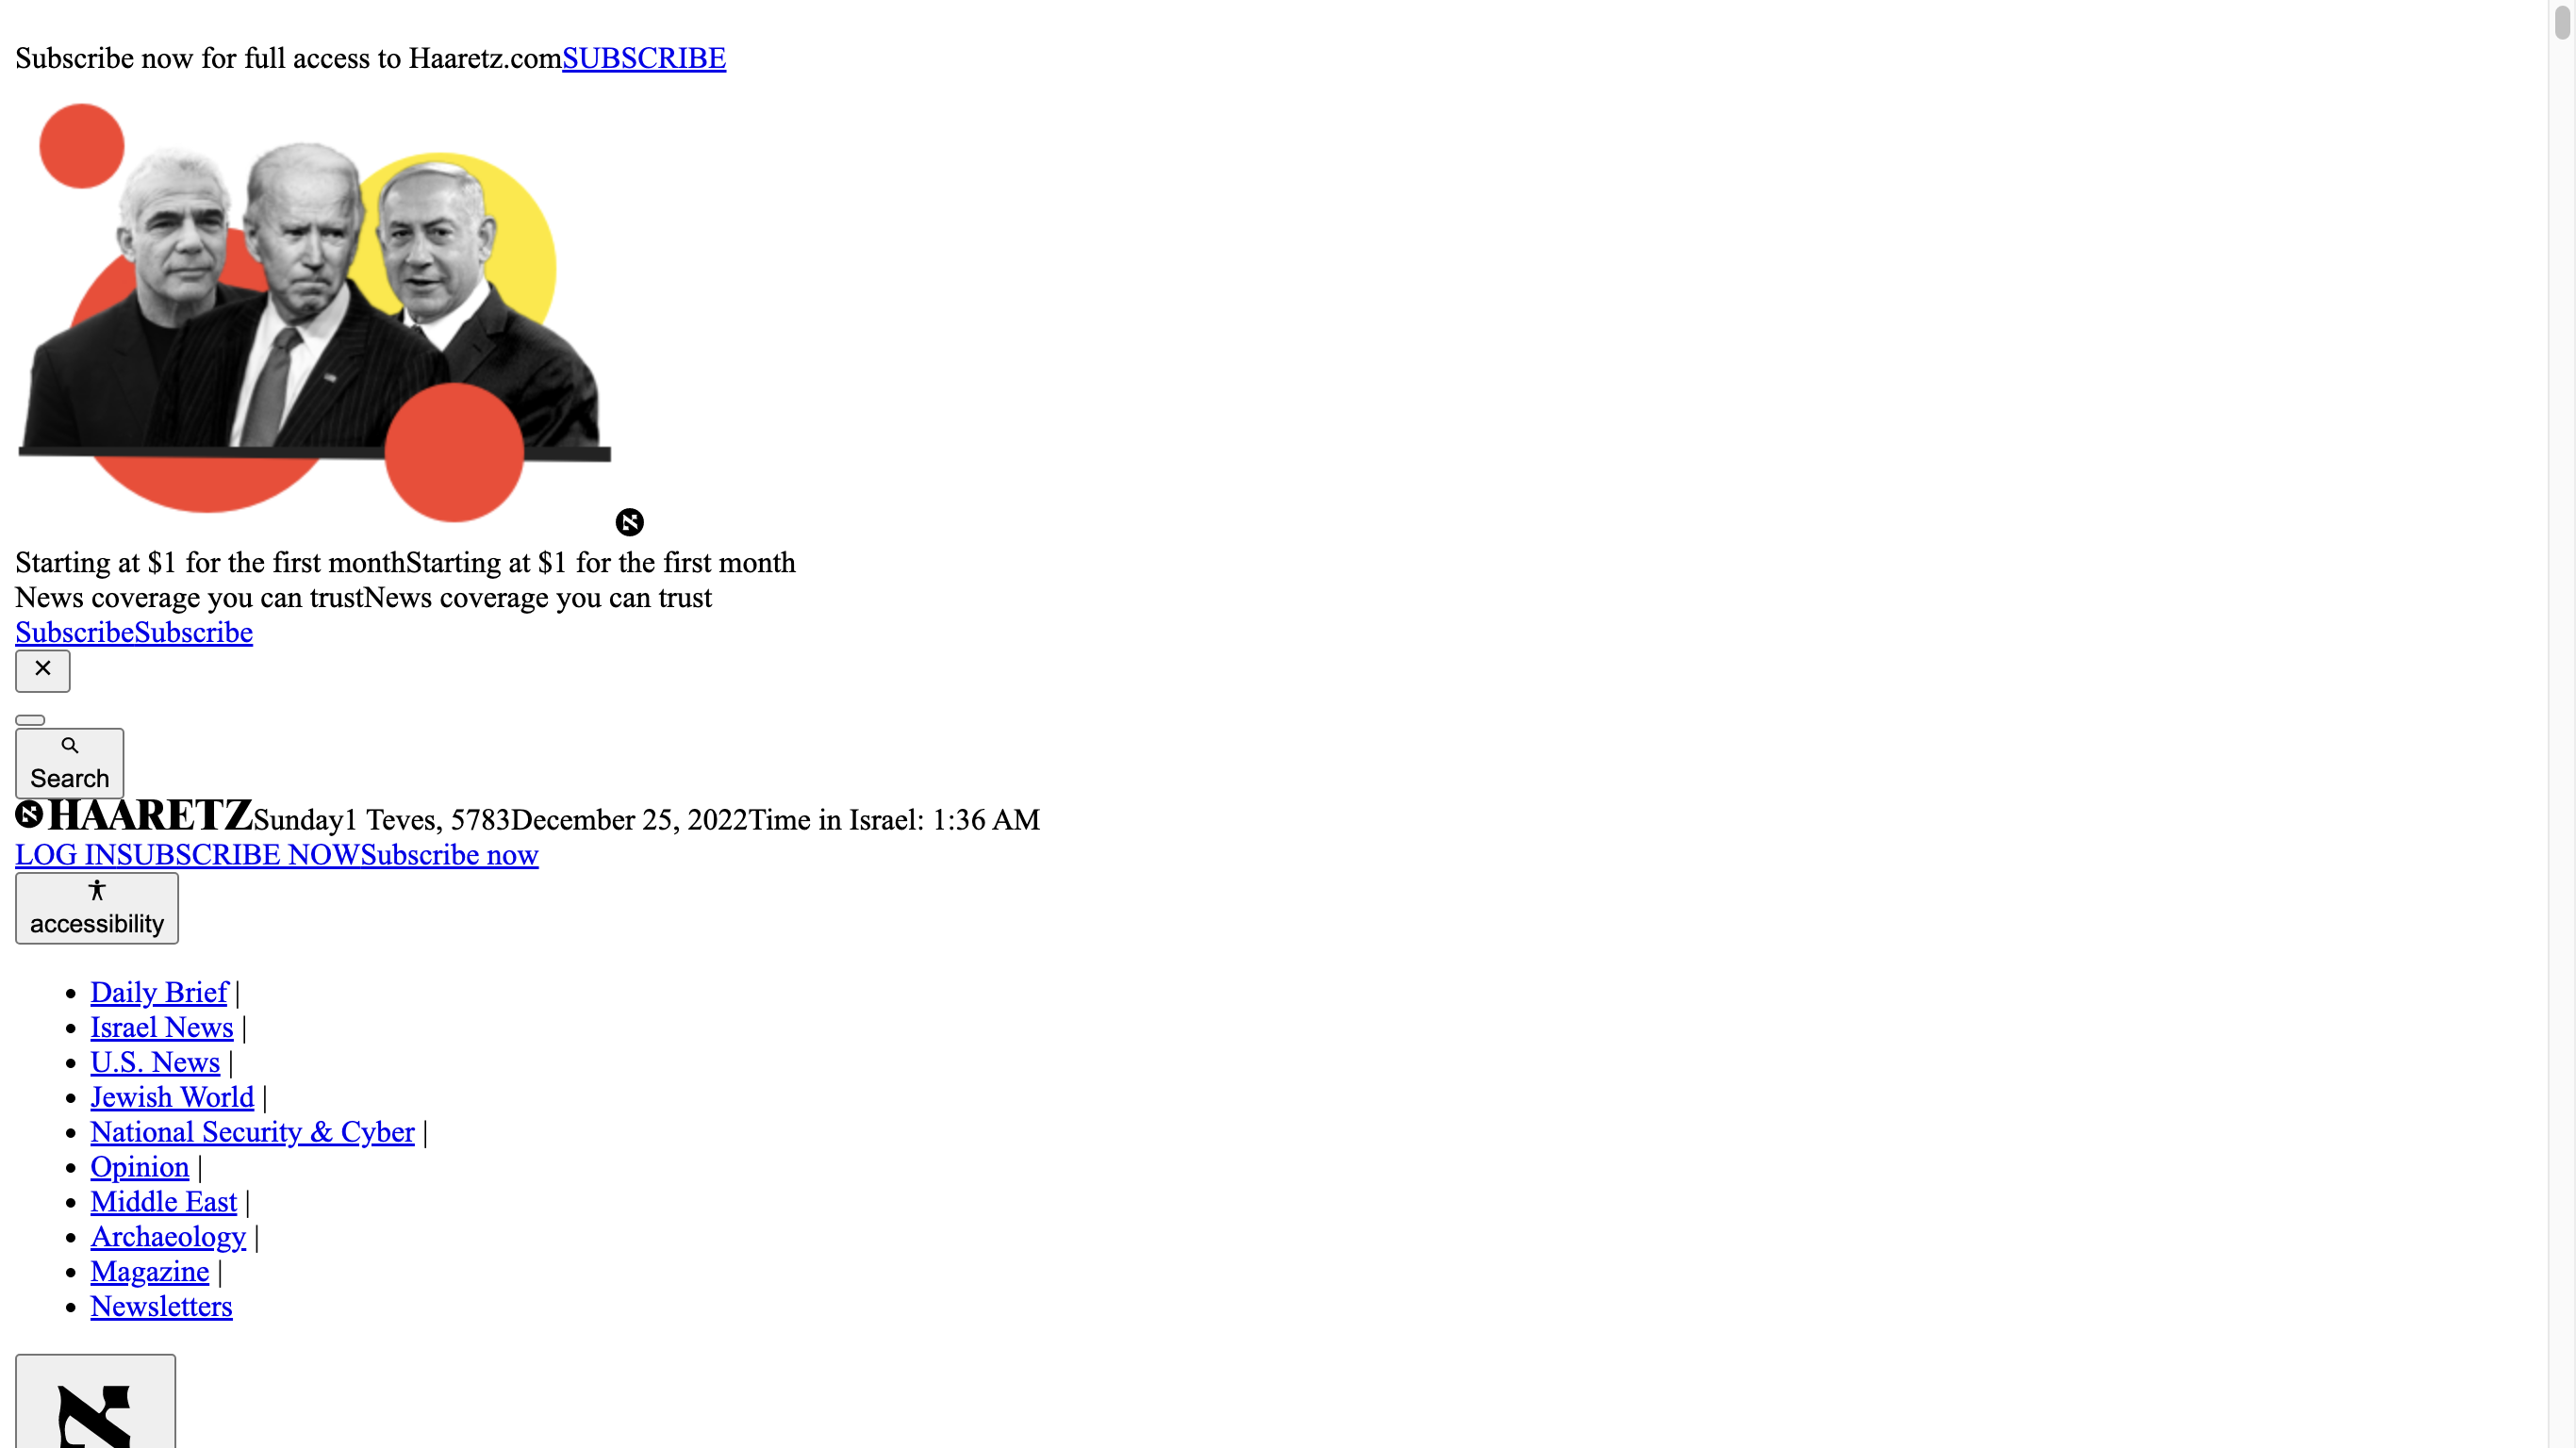 Subscribe now for full access to Haaretz.comSUBSCRIBE
Starting at $1 for the first monthStarting at $1 for the first month
News coverage you can trustNews coverage you can trust
SubscribeSubscribe
Search
HAARETZSunday1 Teves, 5783December 25, 2022Time in Israel: 1:36 AM
LOG INSUBSCRIBE NOWSubscribe now
accessibility
Daily Brief |
Israel News |
U.S. News |
Jewish World |
National Security & Cyber |
Opinion |
Middle East |
Archaeology |
Magazine |
Newsletters